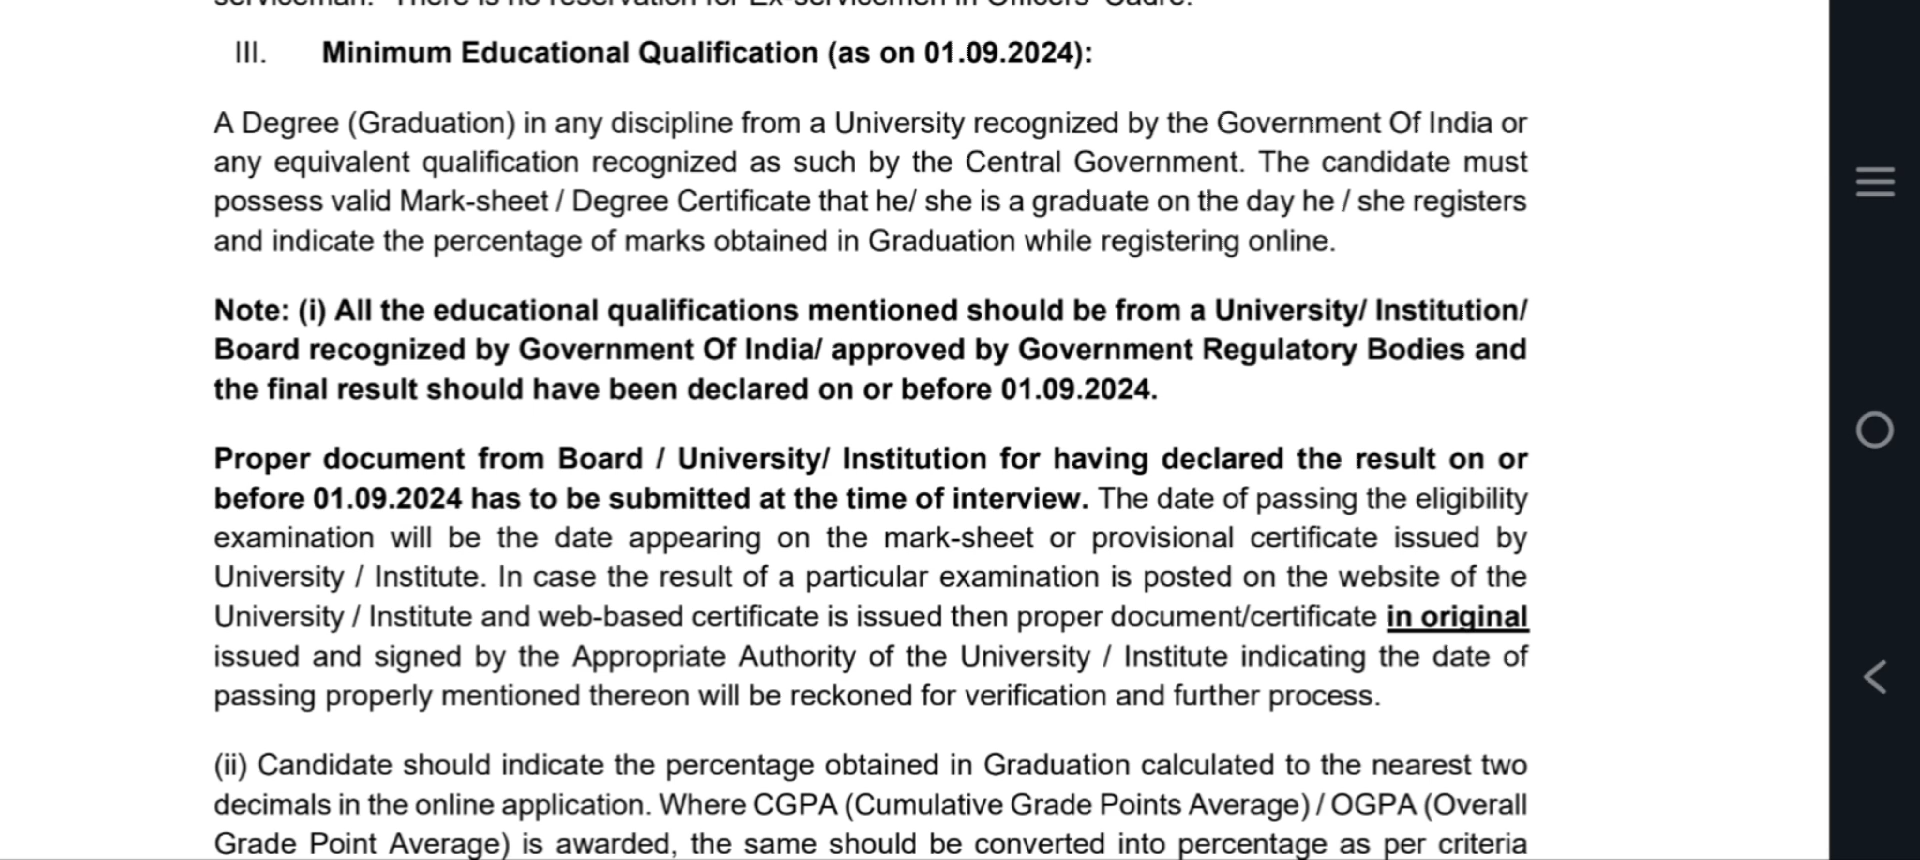 serviceman. There is no reservation for Ex-servicemen in Officers' Cadre.
III. Minimum Educational Qualification (as on 01.09.2024):
A Degree (Graduation) in any discipline from a University recognized by the Government Of India or
any equivalent qualification recognized as such by the Central Government. The candidate must
possess valid Mark-sheet / Degree Certificate that he/ she is a graduate on the day he / she registers
and indicate the percentage of marks obtained in Graduation while registering online.
Note: (i) All the educational qualifications mentioned should be from a University/ Institution/
Board recognized by Government Of India/ approved by Government Regulatory Bodies and
the final result should have been declared on or before 01.09.2024.
Proper document from Board / University/ Institution for having declared the result on or
before 01.09.2024 has to be submitted at the time of interview. The date of passing the eligibility
examination will be the date appearing on the mark-sheet or provisional certificate issued by
University / Institute. In case the result of a particular examination is posted on the website of the
University / Institute and web-based certificate is issued then proper document/certificate in original
issued and signed by the Appropriate Authority of the University / Institute indicating the date of
passing properly mentioned thereon will be reckoned for verification and further process.
(ii) Candidate should indicate the percentage obtained in Graduation calculated to the nearest two
decimals in the online application. Where CGPA (Cumulative Grade Points Average) / OGPA (Overall
Grade Point Average) is awarded, the same should be converted into percentage as per criteria